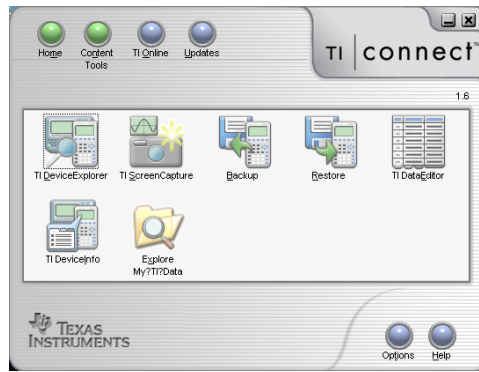 Home Content Tools TI Online Updates
TI connect™
1.6
TI DeviceExplorer TI ScreenCapture Backup Restore TI DataEditor
TI DeviceInfo Explore My?TI?Data
TEXAS INSTRUMENTS
Options Help